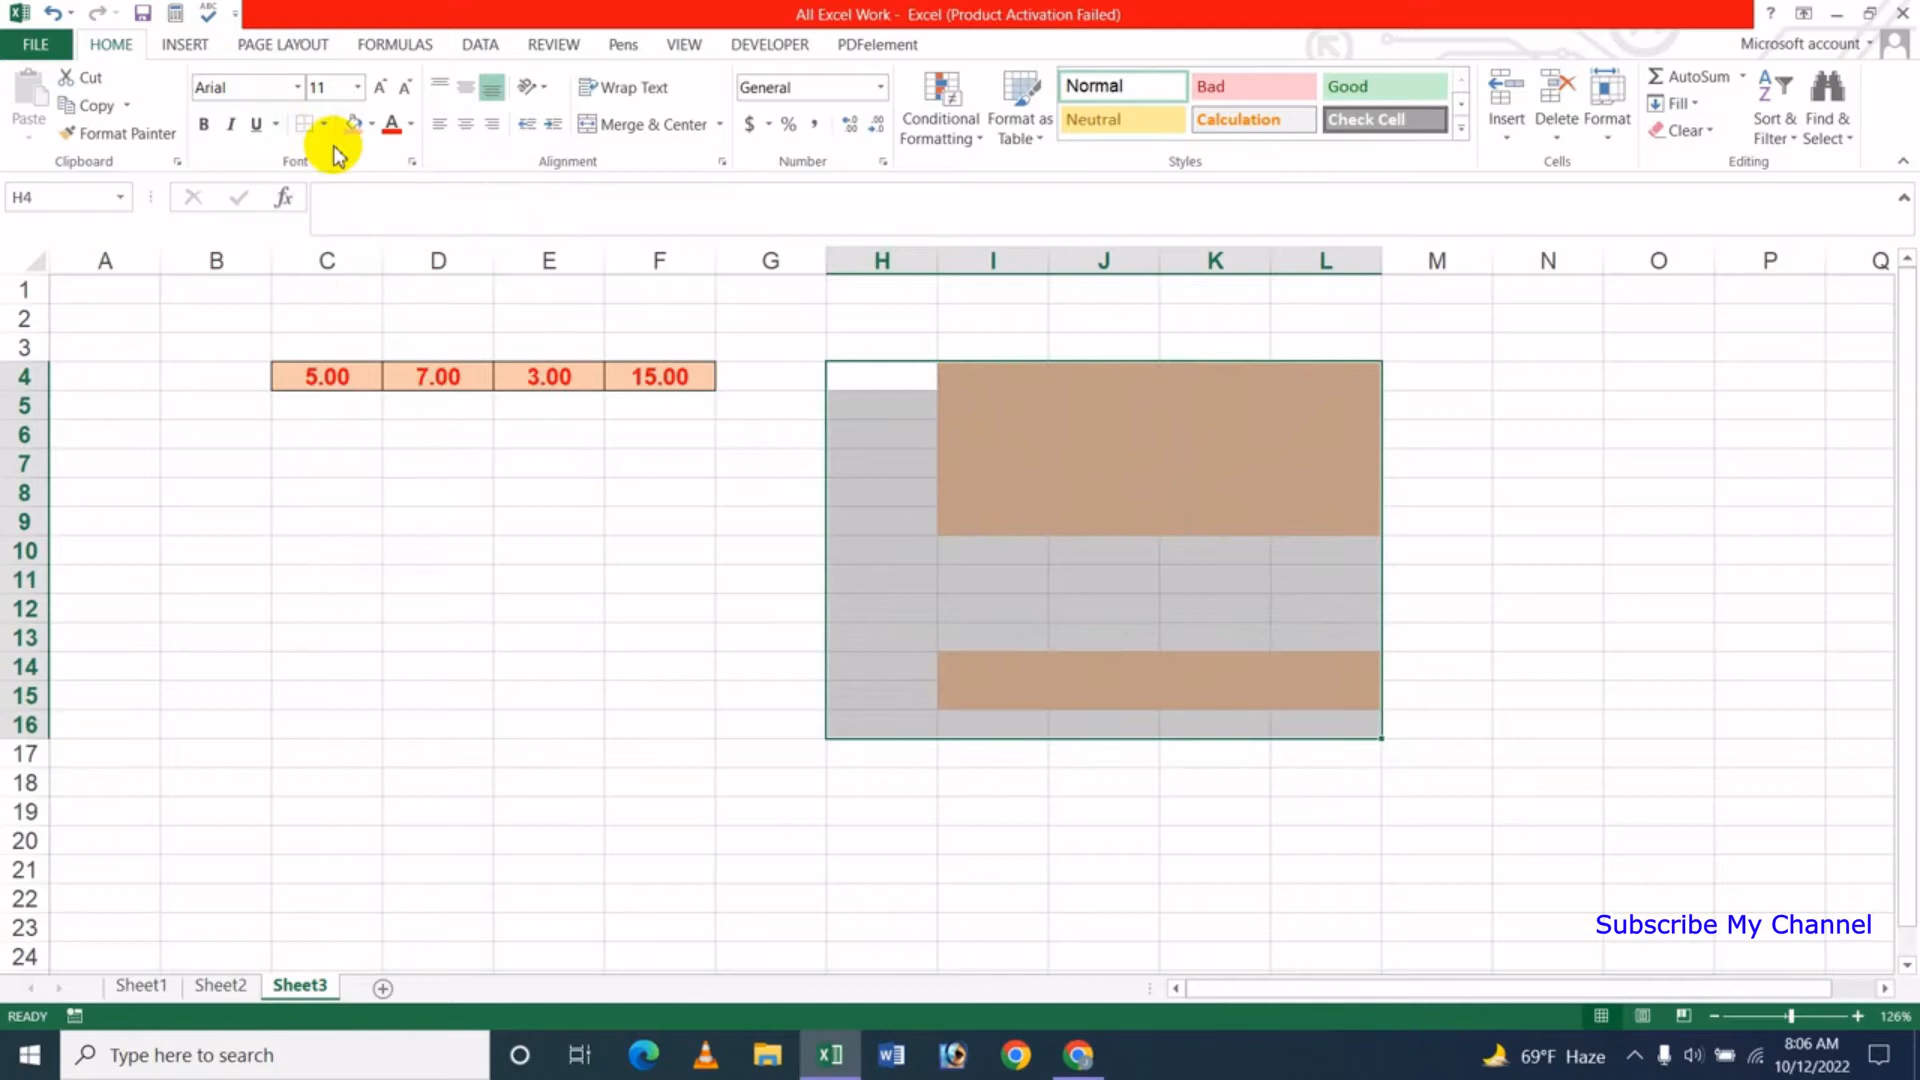 All Excel Work - Excel (Product Activation Failed)
FILE HOME INSERT PAGE LAYOUT FORMULAS DATA REVIEW Pens VIEW DEVELOPER PDFelement Microsoft account
Paste
Cut
Copy
Format Painter
Clipboard
Arial 11
B I U A
Font
Wrap Text
Merge & Center
Alignment
General
$ % ,
Number
Conditional Formatting
Format as Table
Normal Bad Good
Neutral Calculation Check Cell
Styles
Insert Delete Format
Cells
AutoSum
Fill
Clear
Sort & Filter
Find & Select
Editing
H4 fx
A B C D E F G H I J K L M N O P Q
1
2
3
4 5.00 7.00 3.00 15.00
5
6
7
8
9
10
11
12
13
14
15
16
17
18
19
20
21
22
23
Subscribe My Channel
24
Sheet1 Sheet2 Sheet3
READY 126%
Type here to search 69°F Haze 8:06 AM
10/12/2022